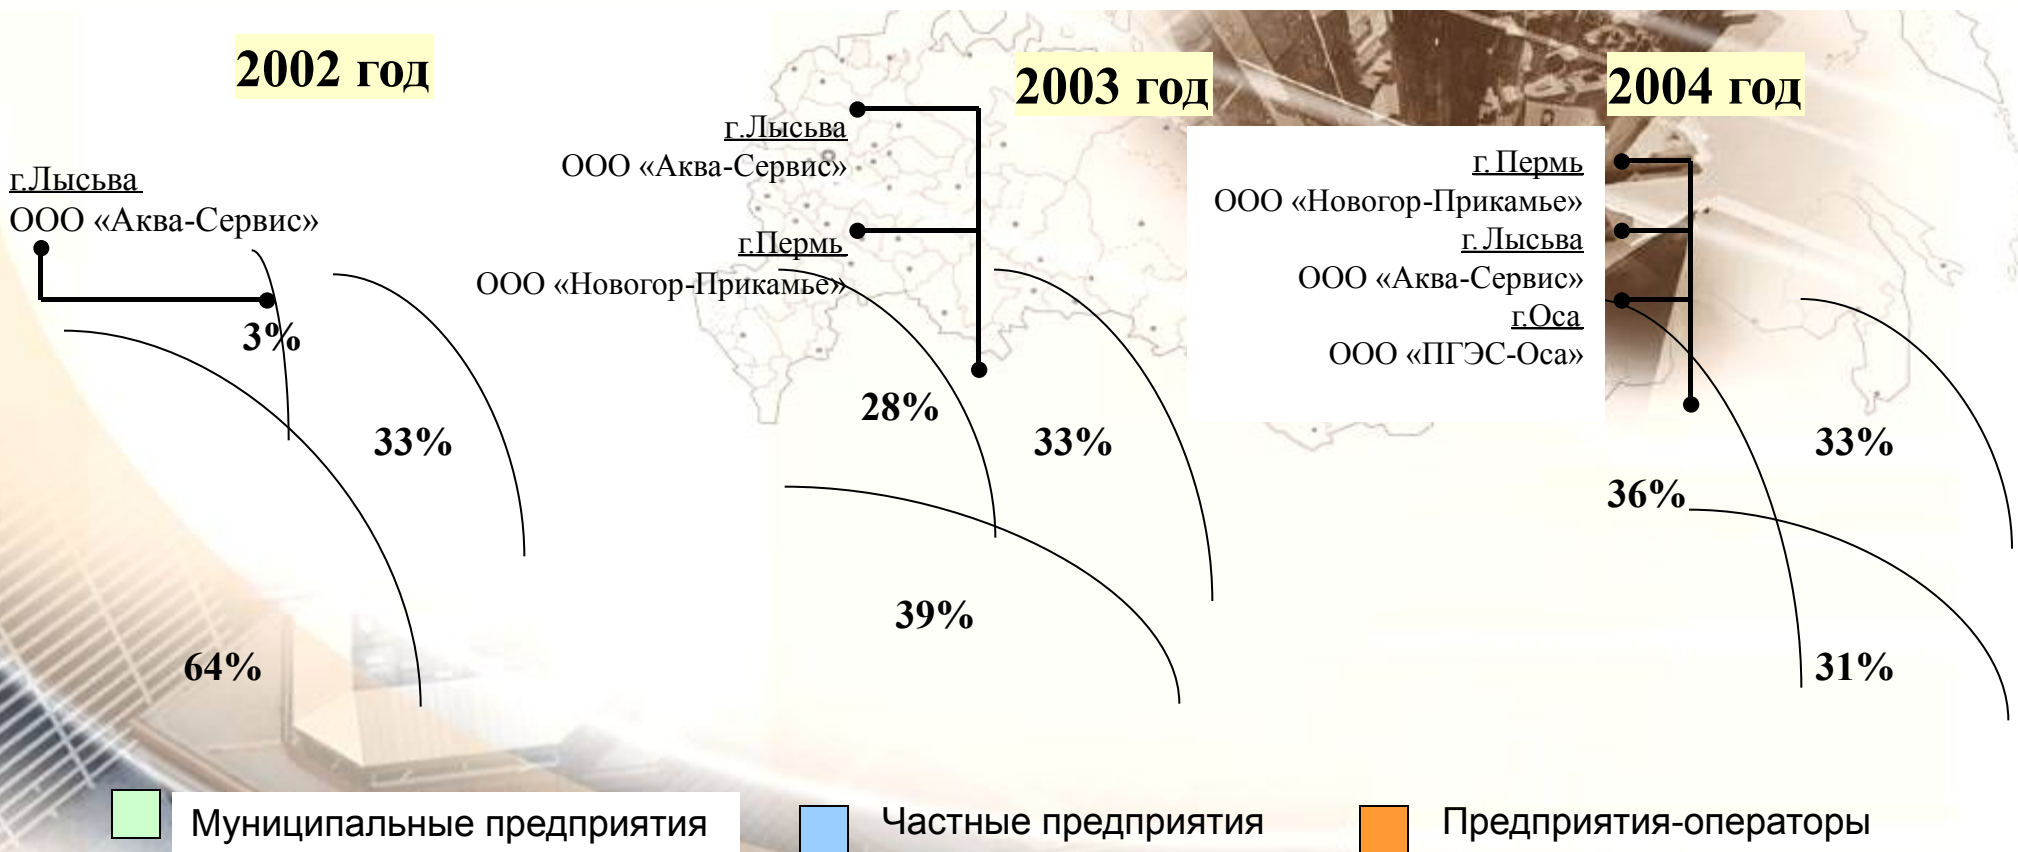 2002 год
г.Лысьва
ООО «Аква-Сервис»
3%
33%
64%
2003 год
г.Лысьва
ООО «Аква-Сервис»
г.Пермь
ООО «Новогор-Прикамье»
28%
33%
39%
2004 год
г.Пермь
ООО «Новогор-Прикамье»
г.Лысьва
ООО «Аква-Сервис»
г.Оса
ООО «ПГЭС-Оса»
33%
36%
31%
Муниципальные предприятия
Частные предприятия
Предприятия-операторы